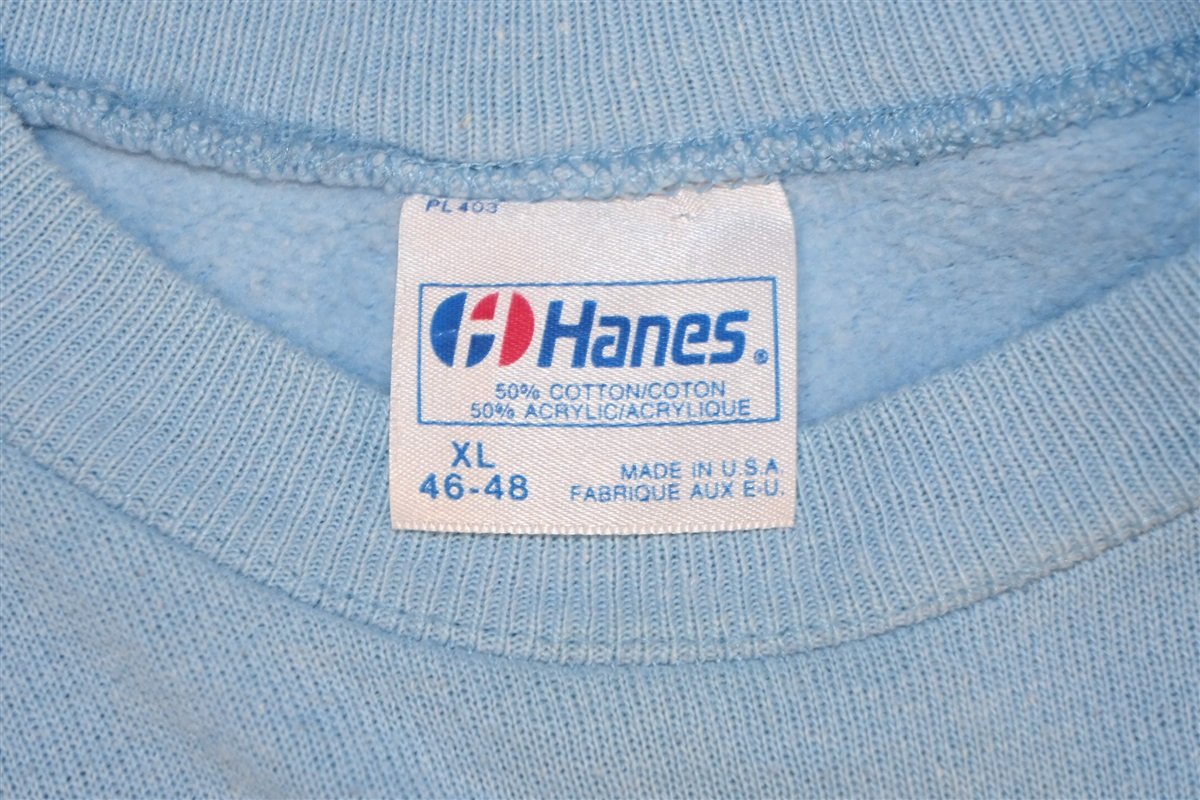 PL 403
Hanes®
50% COTTON/COTON
50% ACRYLIC/ACRYLIQUE
XL
46-48
MADE IN U.S.A
FABRIQUE AUX E-U.